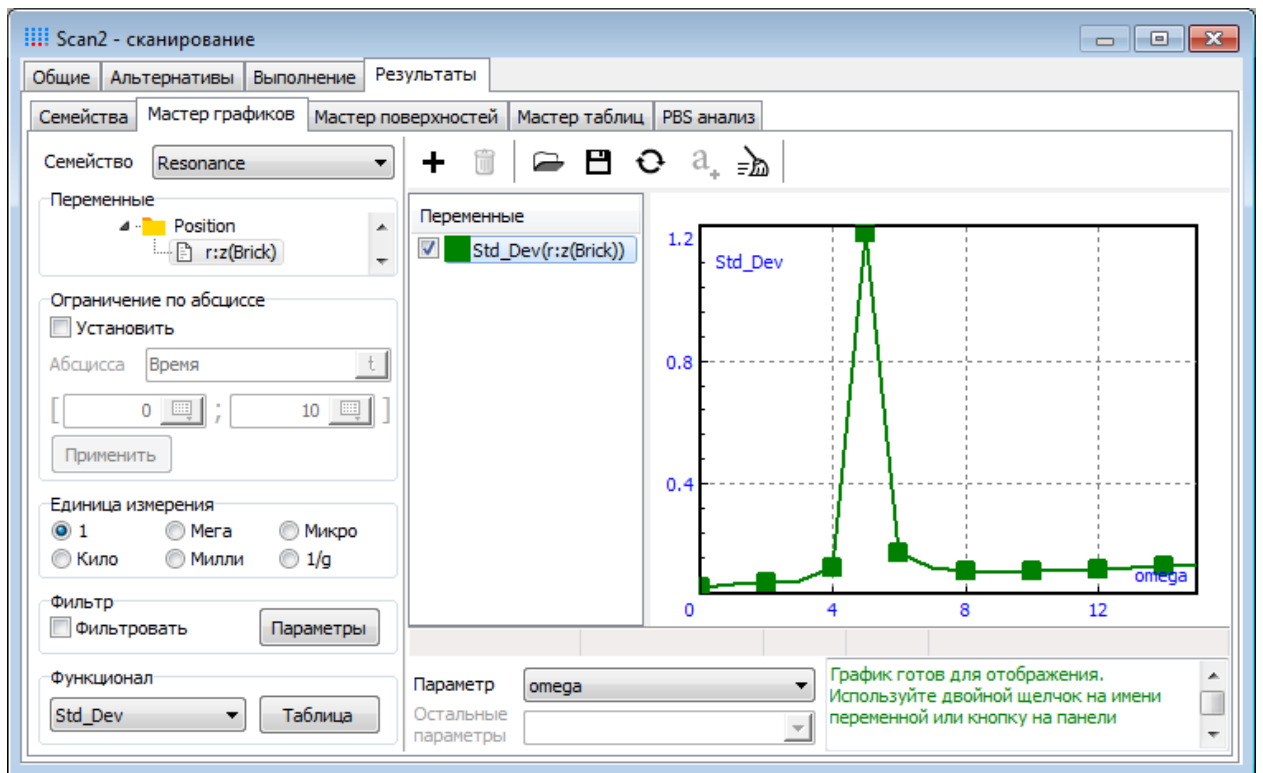 Scan2 - сканирование
Общие Альтернативы Выполнение Результаты
Семейства Мастер графиков Мастер поверхностей Мастер таблиц PBS анализ
Семейство Resonance
Переменные
Position
r:z(Brick)
Ограничение по абсциссе
Установить
Абсцисса Время t
[ 0 ; 10 ]
Применить
Единица измерения
1 Мега Микро
Кило Милли 1/g
Фильтр
Фильтровать Параметры
Функционал
Std_Dev Таблица
a+
Переменные
Std_Dev(r:z(Brick))
1.2
Std_Dev
0.8
0.4
omega
0 4 8 12
Параметр omega
Остальные
параметры
График готов для отображения.
Используйте двойной щелчок на имени
переменной или кнопку на панели